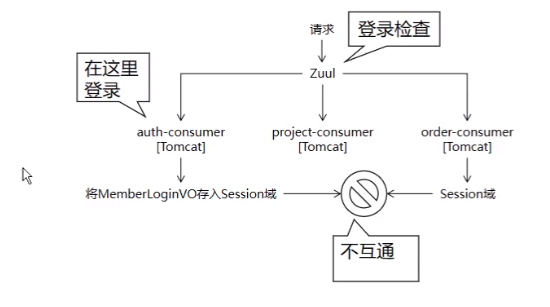 请求
登录检查
在这里
登录
Zuul
auth-consumer
[Tomcat]
project-consumer
[Tomcat]
order-consumer
[Tomcat]
将MemberLoginVO存入Session域
Session域
不互通